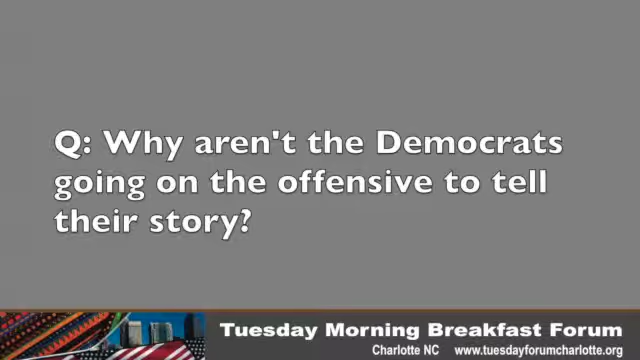 Q: Why aren't the Democrats
going on the offensive to tell
their story?
Tuesday Morning Breakfast Forum
Charlotte NC www.tuesdayforumcharlotte.org